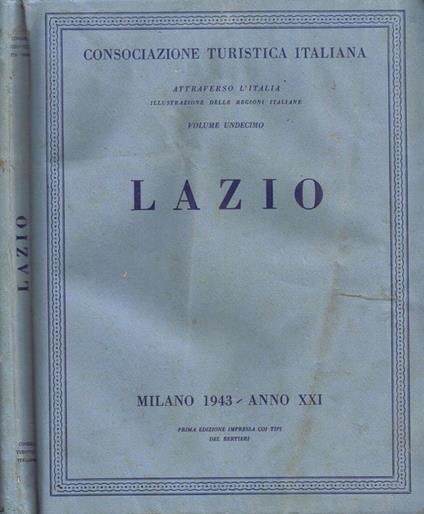 CONSOCIAZIONE TURISTICA ITALIANA
ATTRAVERSO L'ITALIA
ILLUSTRAZIONE DELLE REGIONI ITALIANE
VOLUME UNDECIMO
LAZIO
MILANO 1943 - ANNO XXI
PRIMA EDIZIONE IMPRESSA COI TIPI
DEL BERTIERI
LAZIO